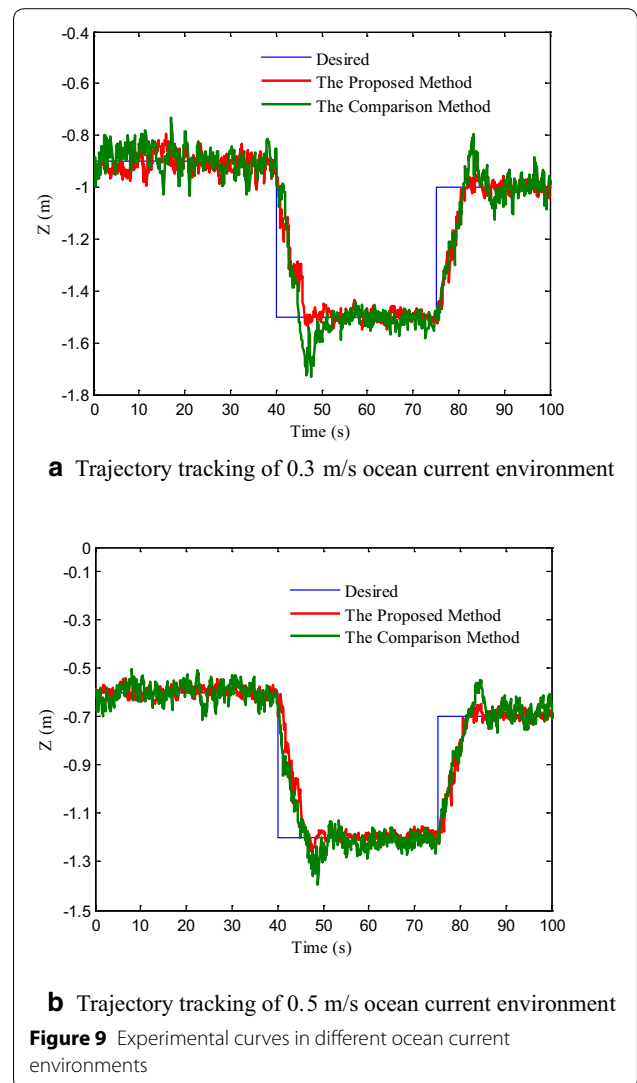 -0.4
Desired
The Proposed Method
The Comparison Method
-0.6
-0.8
-1
-1.2
-1.4
-1.6
-1.8
Z (m)
0 10 20 30 40 50 60 70 80 90 100
Time (s)
a Trajectory tracking of 0.3 m/s ocean current environment
0
-0.1
Desired
The Proposed Method
The Comparison Method
-0.3
-0.5
-0.7
-0.9
-1.1
-1.3
-1.5
Z (m)
0 10 20 30 40 50 60 70 80 90 100
Time (s)
b Trajectory tracking of 0.5 m/s ocean current environment
Figure 9 Experimental curves in different ocean current
environments